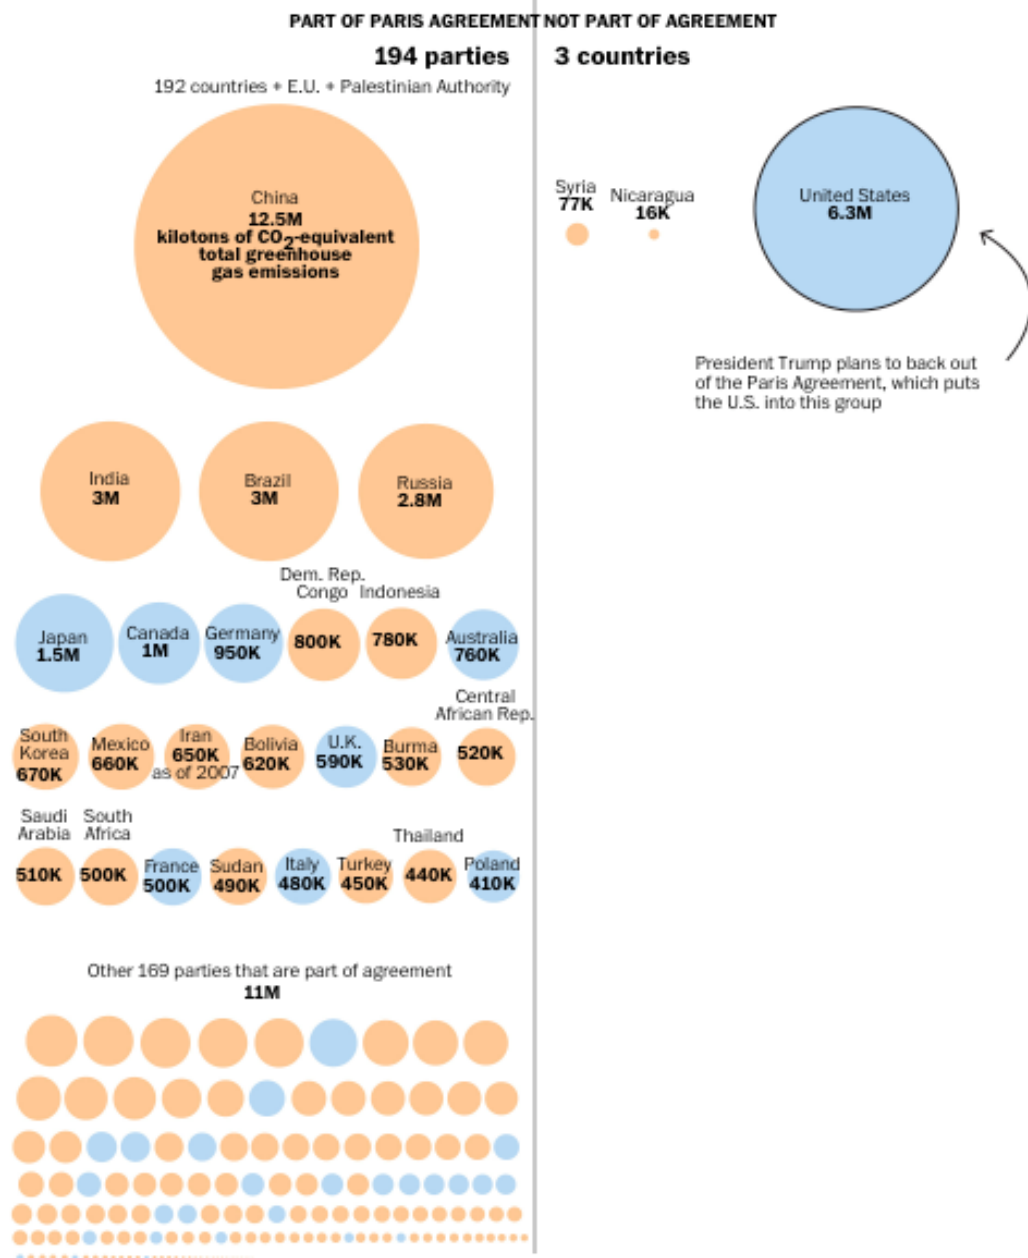 PART OF PARIS AGREEMENT
NOT PART OF AGREEMENT
194 parties
3 countries
192 countries + E.U. + Palestinian Authority
China
12.5M
kilotons of CO2-equivalent
total greenhouse
gas emissions
Syria
77K
Nicaragua
16K
United States
6.3M
President Trump plans to back out
of the Paris Agreement, which puts
the U.S. into this group
India
3M
Brazil
3M
Russia
2.8M
Japan
1.5M
Canada
1M
Germany
950K
Dem. Rep.
Congo
800K
Indonesia
780K
Australia
760K
South
Korea
670K
Mexico
660K
Iran
650K
as of 2007
Bolivia
620K
U.K.
590K
Burma
530K
Central
African Rep.
520K
Saudi
Arabia
510K
South
Africa
500K
France
500K
Sudan
490K
Italy
480K
Turkey
450K
Thailand
440K
Poland
410K
Other 169 parties that are part of agreement
11M